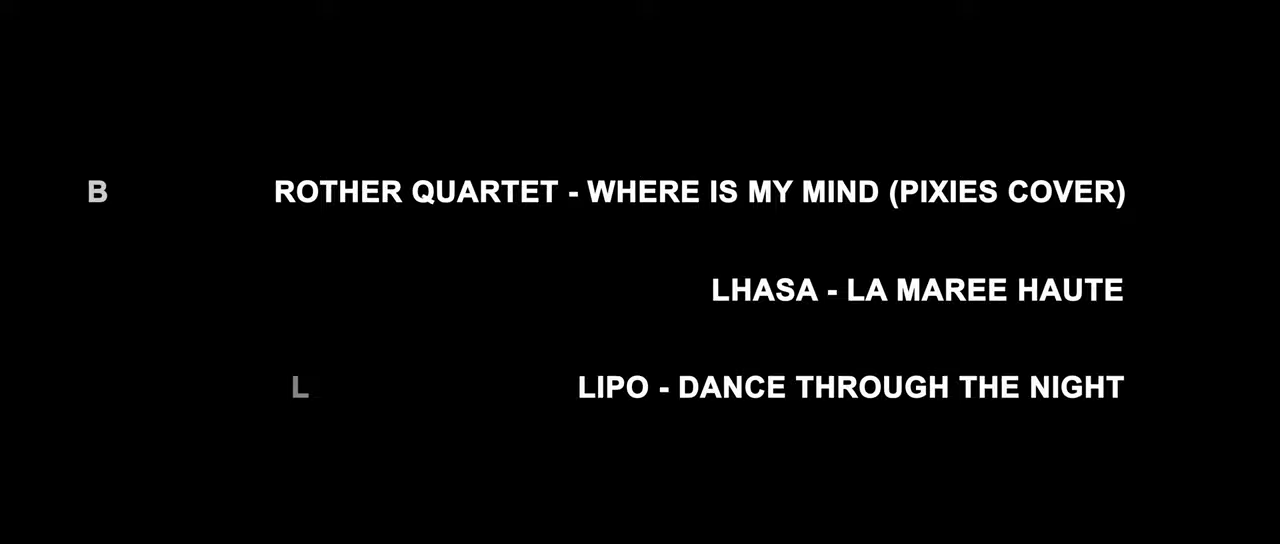 B ROTHER QUARTET - WHERE IS MY MIND (PIXIES COVER)
LHASA - LA MAREE HAUTE
L LIPO - DANCE THROUGH THE NIGHT